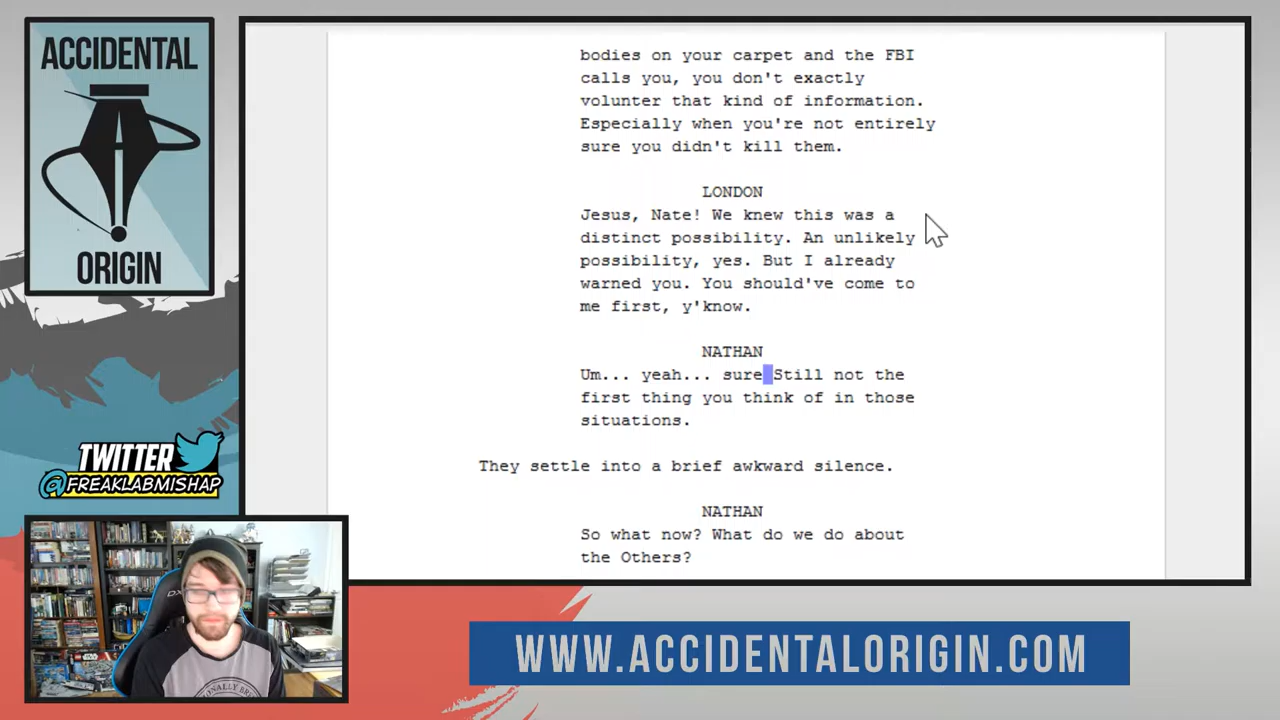 ACCIDENTAL
ORIGIN
bodies on your carpet and the FBI
calls you, you don't exactly
volunter that kind of information.
Especially when you're not entirely
sure you didn't kill them.
LONDON
Jesus, Nate! We knew this was a
distinct possibility. An unlikely
possibility, yes. But I already
warned you. You should've come to
me first, y'know.
NATHAN
Um... yeah... sure Still not the
first thing you think of in those
situations.
They settle into a brief awkward silence.
NATHAN
So what now? What do we do about
the Others?
TWITTER
@FREAKLABMISHAP
WWW.ACCIDENTALORIGIN.COM